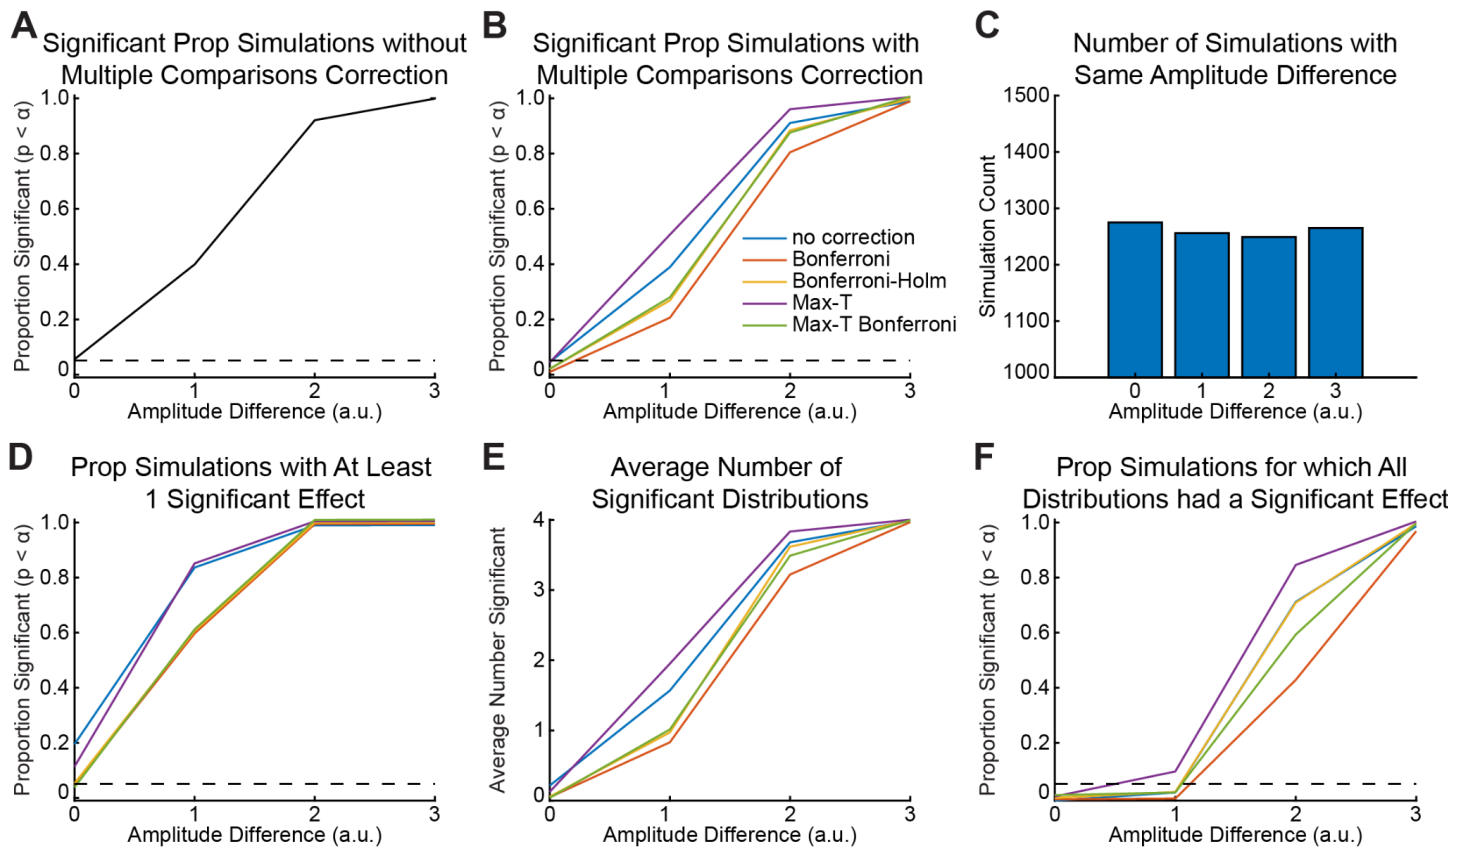 A
Significant Prop Simulations without
Multiple Comparisons Correction
Proportion Significant (p < α)
1.0
0.8
0.6
0.4
0.2
0
0
1
2
3
Amplitude Difference (a.u.)
B
Significant Prop Simulations with
Multiple Comparisons Correction
Proportion Significant (p < α)
1.0
0.8
0.6
0.4
0.2
0
no correction
Bonferroni
Bonferroni-Holm
Max-T
Max-T Bonferroni
0
1
2
3
Amplitude Difference (a.u.)
C
Number of Simulations with
Same Amplitude Difference
Simulation Count
1500
1400
1300
1200
1100
1000
0
1
2
3
Amplitude Difference (a.u.)
D
Prop Simulations with At Least
1 Significant Effect
Proportion Significant (p < α)
1.0
0.8
0.6
0.4
0.2
0
0
1
2
3
Amplitude Difference (a.u.)
E
Average Number of
Significant Distributions
Average Number Significant
4
3
2
1
0
0
1
2
3
Amplitude Difference (a.u.)
F
Prop Simulations for which All
Distributions had a Significant Effect
Proportion Significant (p < α)
1.0
0.8
0.6
0.4
0.2
0
0
1
2
3
Amplitude Difference (a.u.)